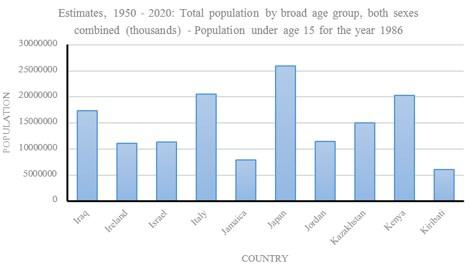 Estimates, 1950 - 2020: Total population by broad age group, both sexes
combined (thousands) - Population under age 15 for the year 1986
30000000
25000000
20000000
15000000
10000000
5000000
0
POPULATION
Iraq
Ireland
Israel
Italy
Jamaica
Japan
Jordan
Kazakhstan
Kenya
Kiribati
COUNTRY